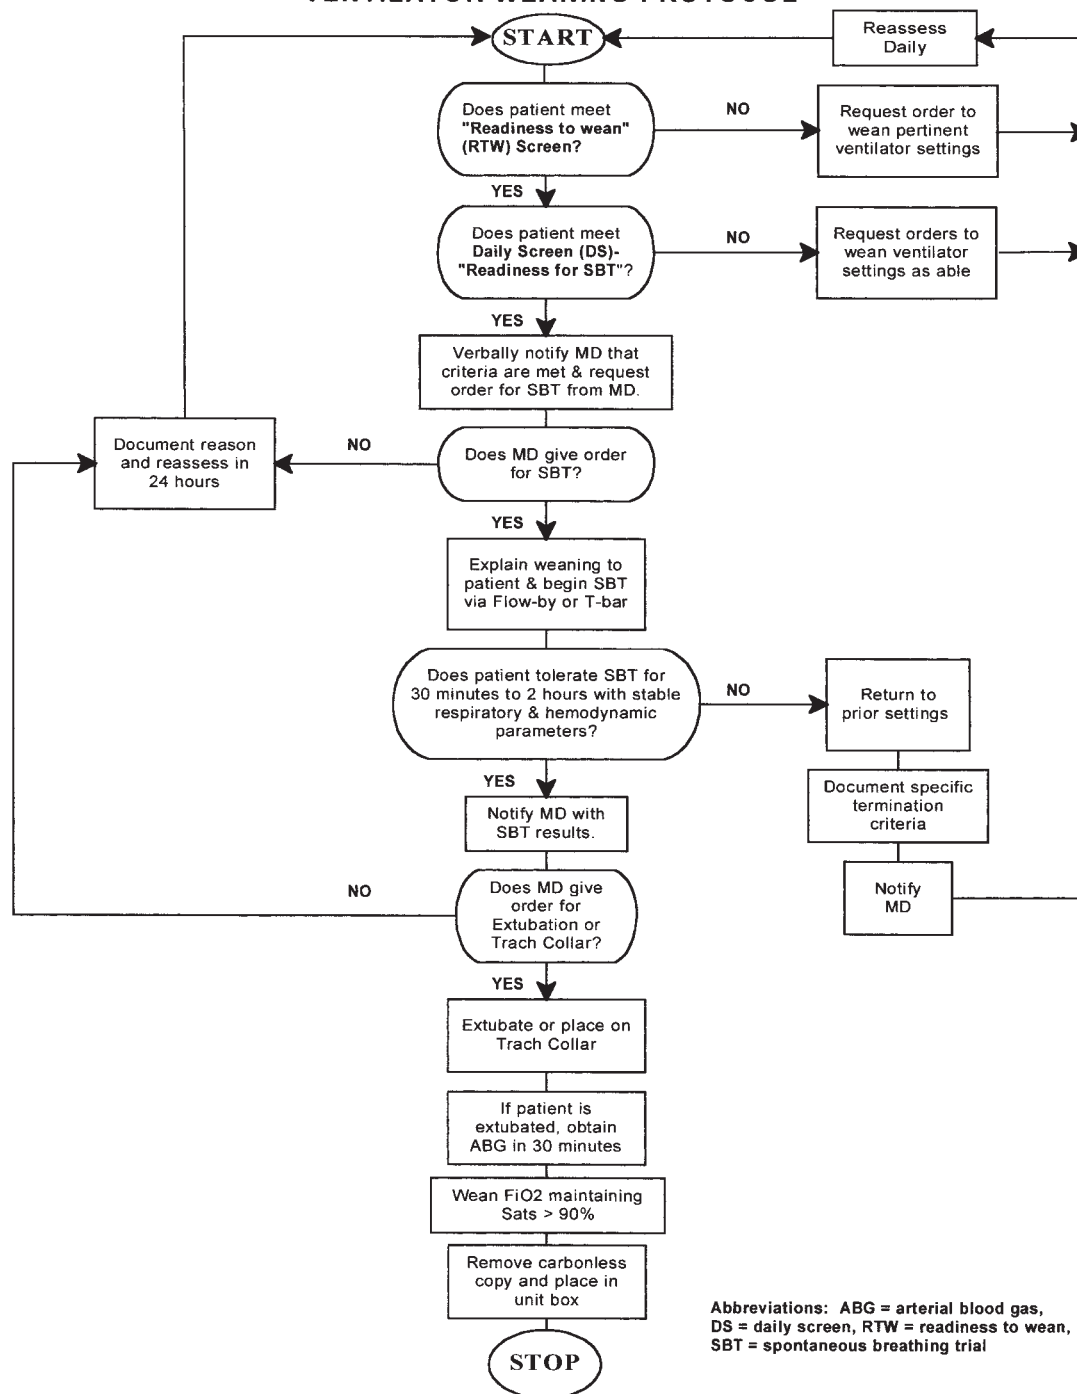 VENTILATOR WEANING PROTOCOL
START
Reassess
Daily
Does patient meet
"Readiness to wean"
(RTW) Screen?
NO
Request order to
wean pertinent
ventilator settings
YES
Does patient meet
Daily Screen (DS)-
"Readiness for SBT"?
NO
Request orders to
wean ventilator
settings as able
YES
Verbally notify MD that
criteria are met & request
order for SBT from MD.
Document reason
and reassess in
24 hours
NO
Does MD give order
for SBT?
YES
Explain weaning to
patient & begin SBT
via Flow-by or T-bar
Does patient tolerate SBT for
30 minutes to 2 hours with stable
respiratory & hemodynamic
parameters?
NO
Return to
prior settings
YES
Document specific
termination
criteria
Notify MD with
SBT results.
Notify
MD
NO
Does MD give
order for
Extubation or
Trach Collar?
YES
Extubate or place on
Trach Collar
If patient is
extubated, obtain
ABG in 30 minutes
Wean FiO2 maintaining
Sats > 90%
Remove carbonless
copy and place in
unit box
STOP
Abbreviations: ABG = arterial blood gas,
DS = daily screen, RTW = readiness to wean,
SBT = spontaneous breathing trial